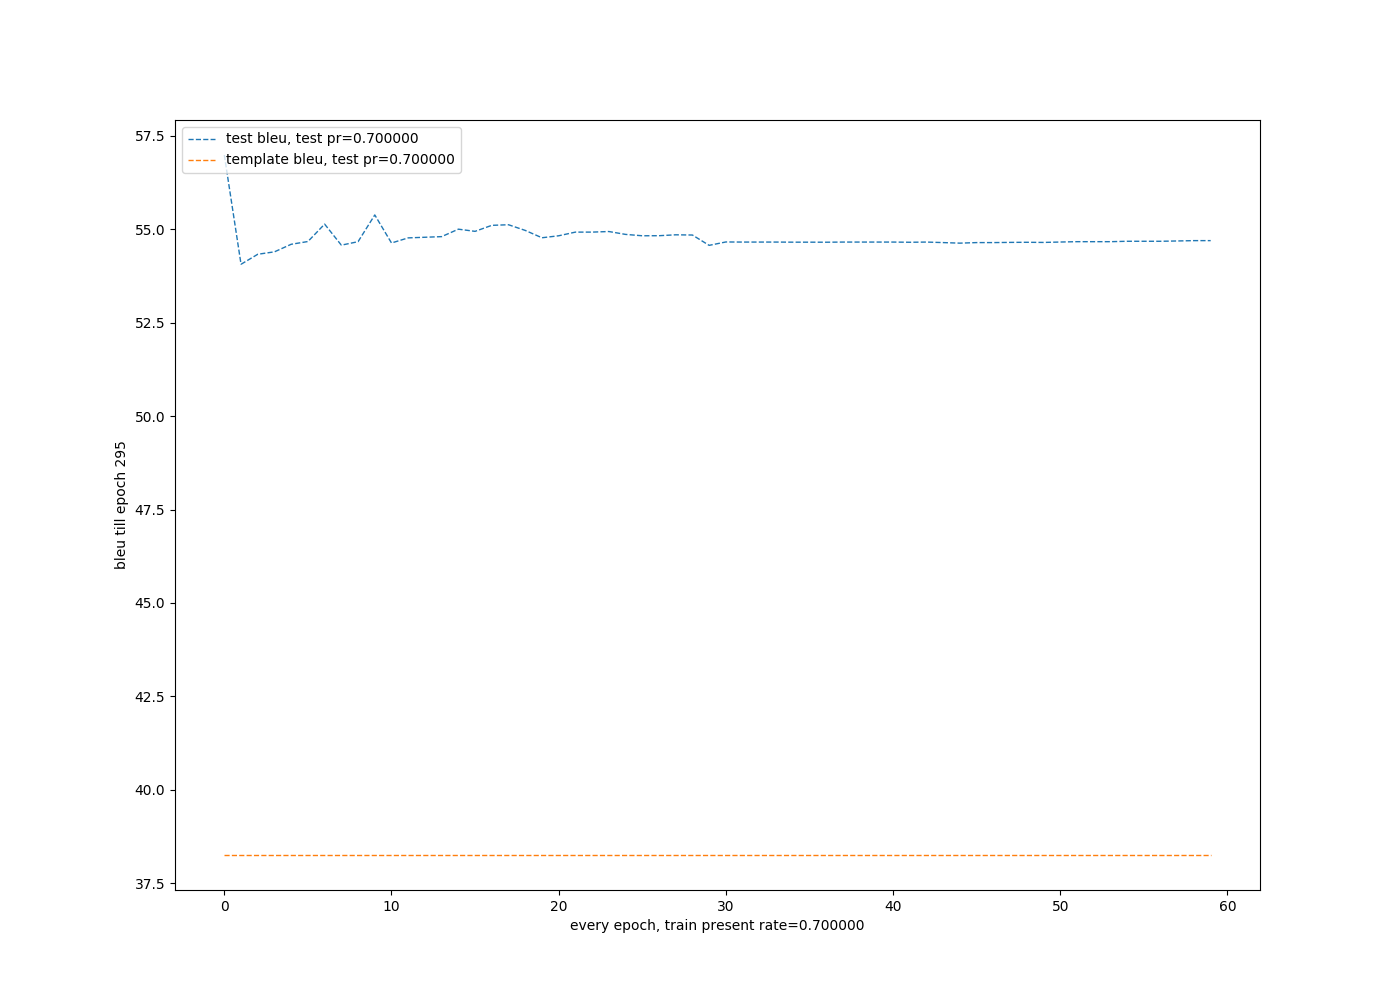 57.5
55.0
52.5
50.0
47.5
45.0
42.5
40.0
37.5
test bleu, test pr=0.700000
template bleu, test pr=0.700000
bleu till epoch 295
0 10 20 30 40 50 60
every epoch, train present rate=0.700000